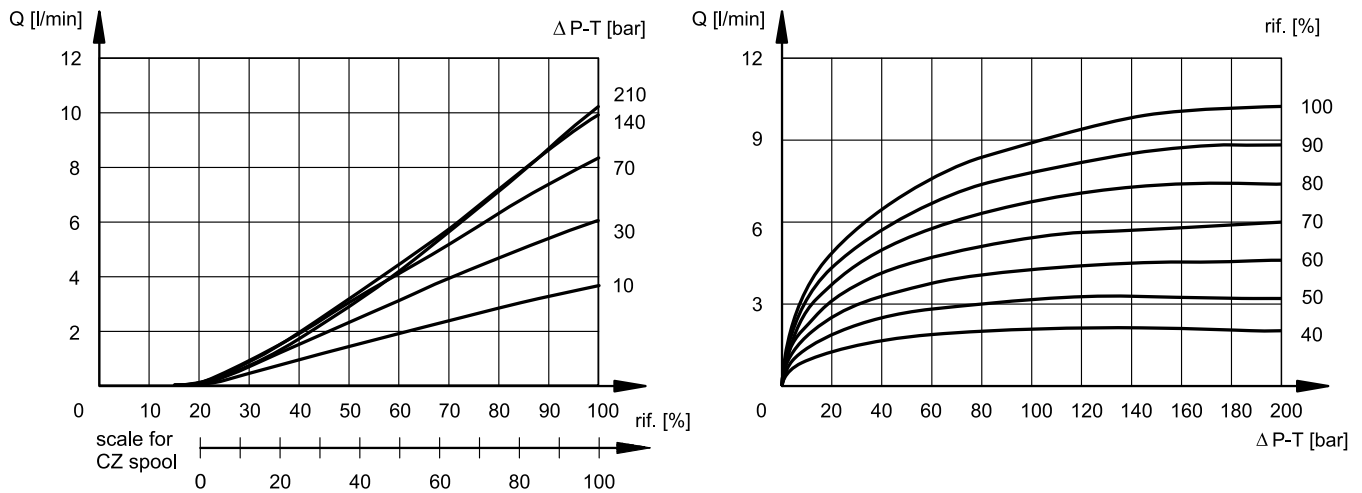 Q [l/min]
Δ P-T [bar]
12
10
8
6
4
2
210
140
70
30
10
0 10 20 30 40 50 60 70 80 90 100
rif. [%]
scale for
CZ spool
0 20 40 60 80 100
Q [l/min]
rif. [%]
12
9
6
3
100
90
80
70
60
50
40
0 20 40 60 80 100 120 140 160 180 200
Δ P-T [bar]